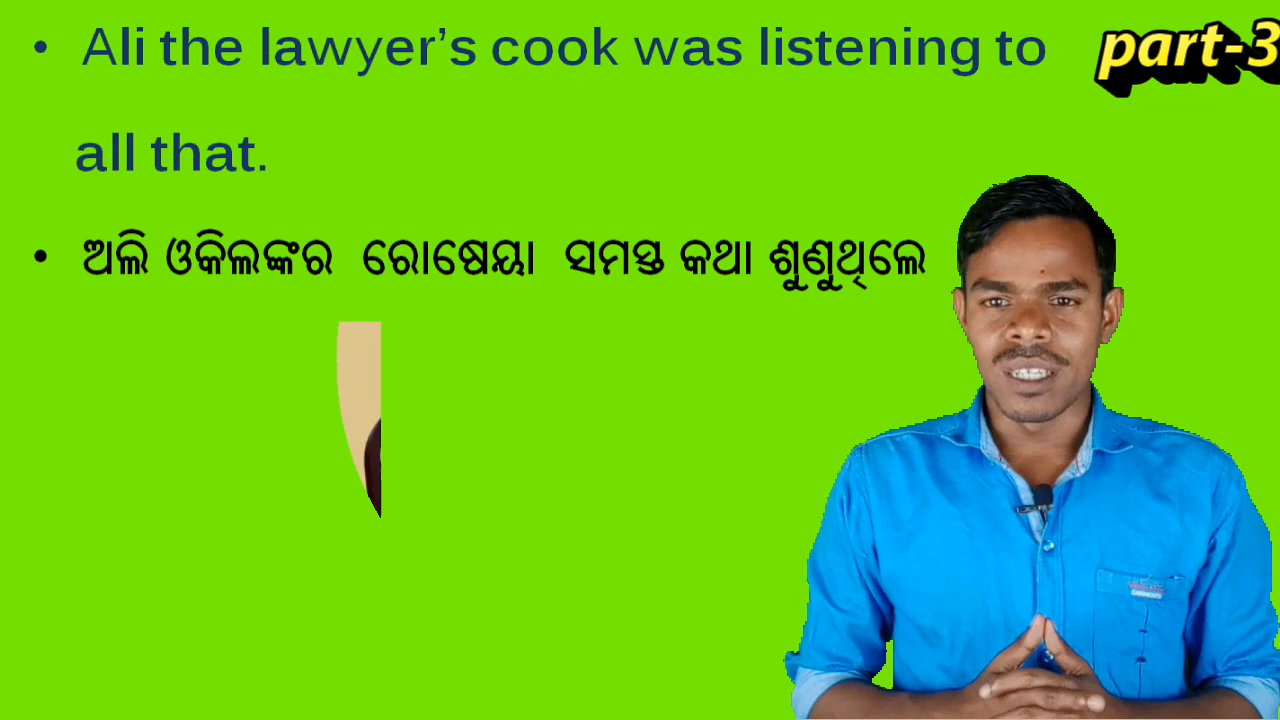 • Ali the lawyer’s cook was listening to
all that.
part-3
• ଅଲି ଓକିଲଙ୍କର ରୋଷେୟା ସମସ୍ତ କଥା ଶୁଣୁଥିଲେ